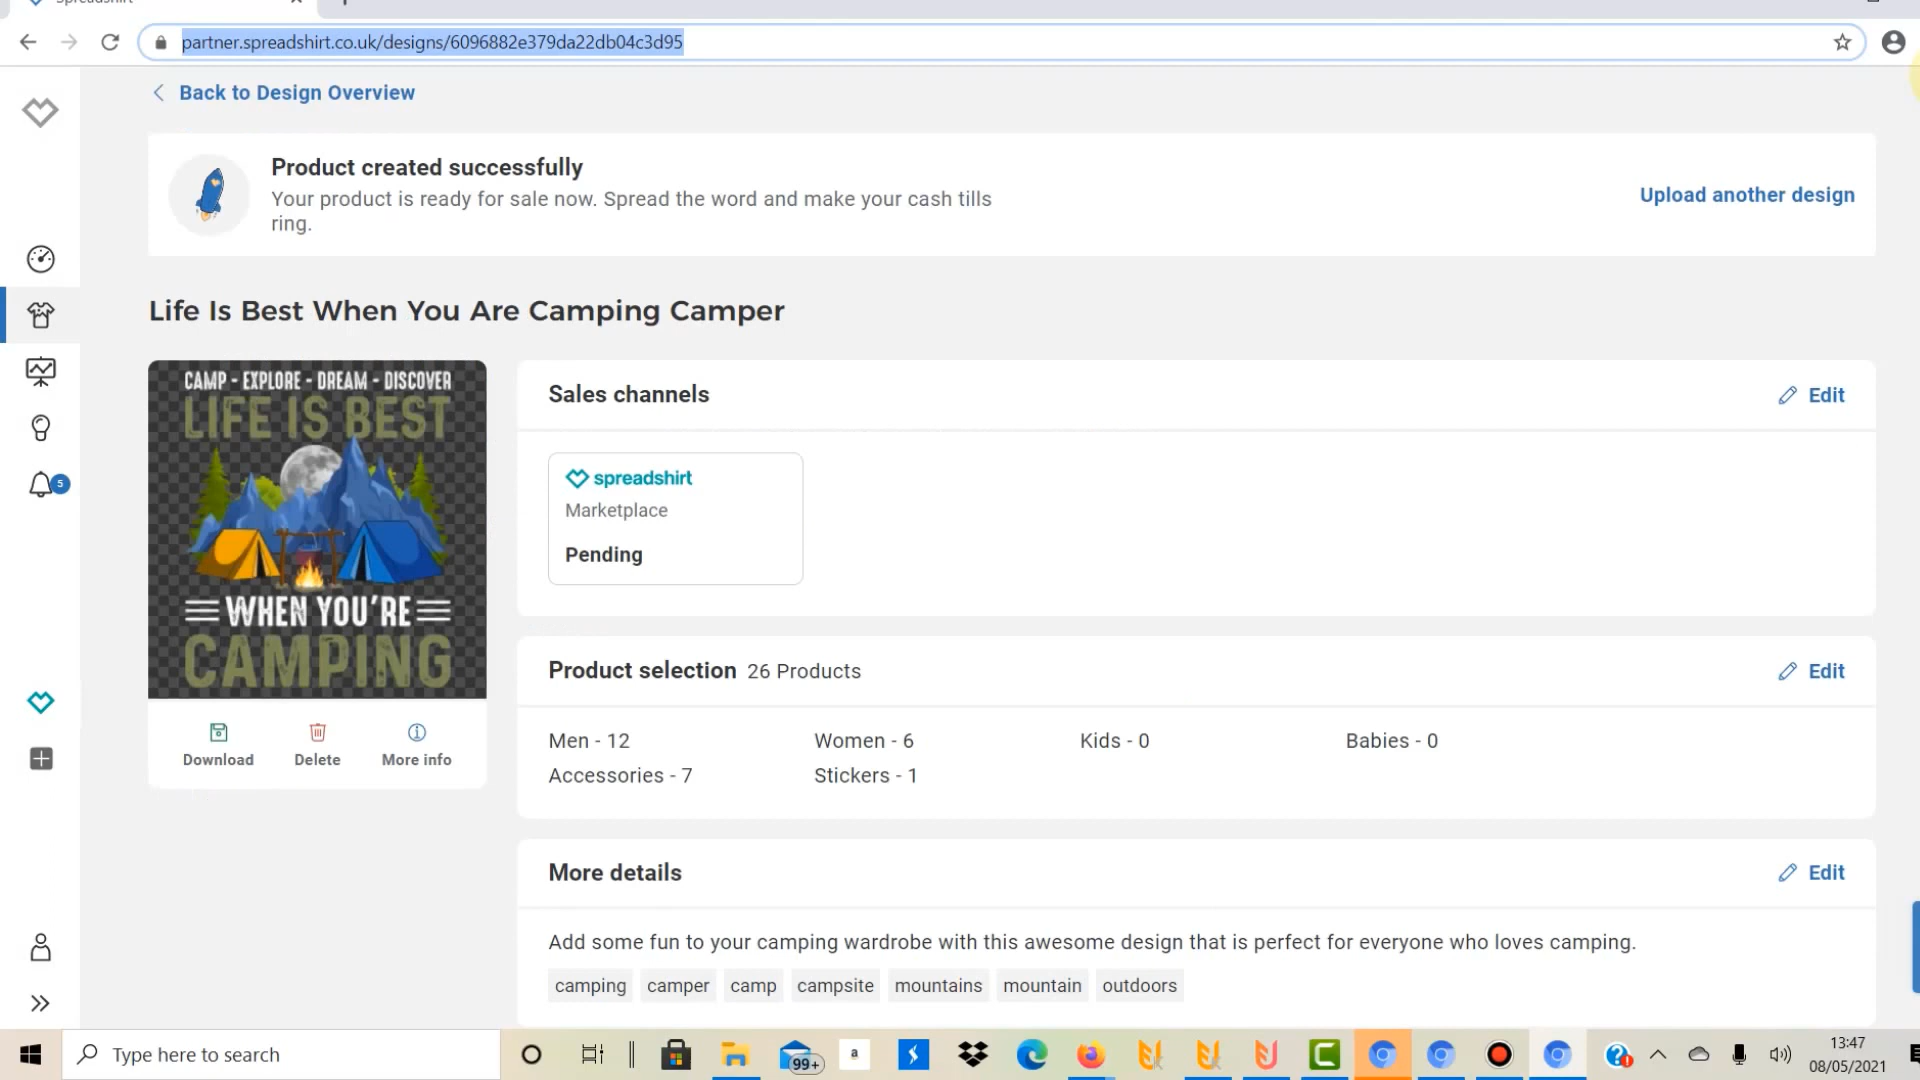 Spreadshirt
partner.spreadshirt.co.uk/designs/6096882e379da22db04c3d95
Back to Design Overview
Product created successfully
Your product is ready for sale now. Spread the word and make your cash tills
ring.
Upload another design
Life Is Best When You Are Camping Camper
CAMP - EXPLORE - DREAM - DISCOVER
LIFE IS BEST
WHEN YOU'RE
CAMPING
Download
Delete
More info
Sales channels
Edit
spreadshirt
Marketplace
Pending
Product selection 26 Products
Edit
Men - 12
Women - 6
Kids - 0
Babies - 0
Accessories - 7
Stickers - 1
More details
Edit
Add some fun to your camping wardrobe with this awesome design that is perfect for everyone who loves camping.
camping
camper
camp
campsite
mountains
mountain
outdoors
5
Type here to search
99+
a
13:47
08/05/2021